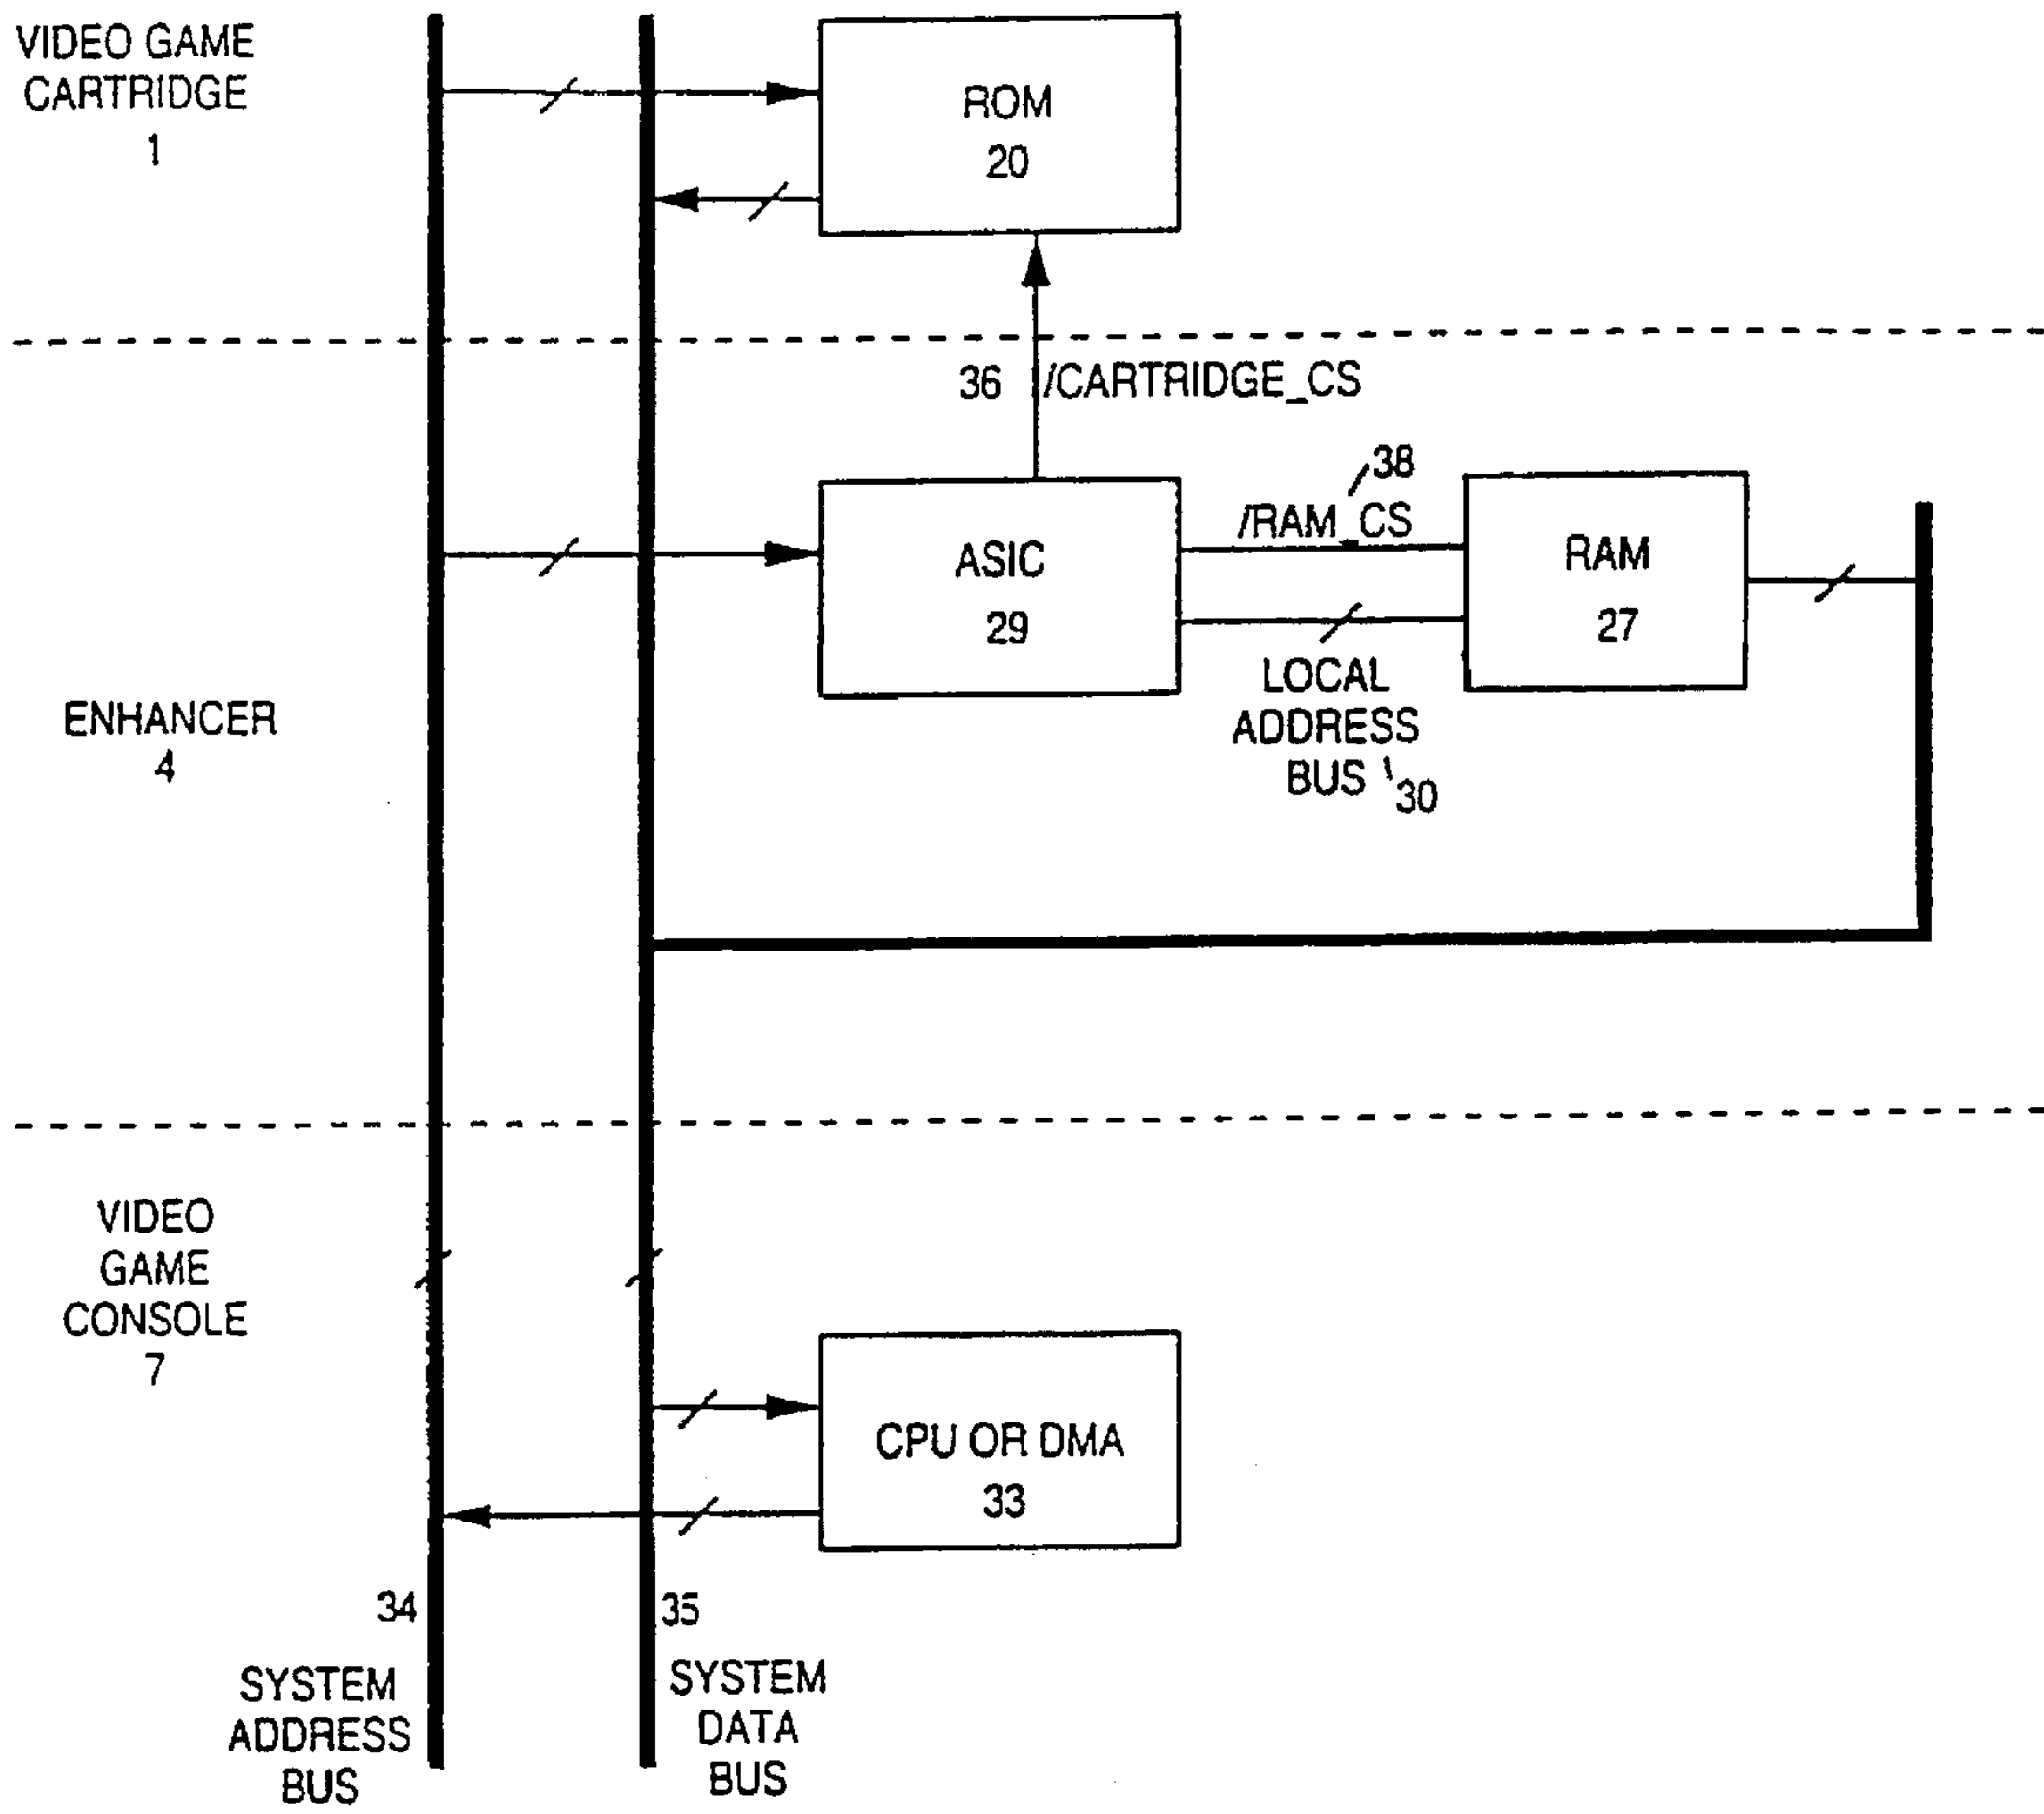 VIDEO GAME
CARTRIDGE
1
ROM
20
36 /CARTRIDGE_CS
38
/RAM_CS
ASIC
29
RAM
27
LOCAL
ADDRESS
BUS 30
ENHANCER
4
VIDEO
GAME
CONSOLE
7
CPU OR DMA
33
34
35
SYSTEM
ADDRESS
BUS
SYSTEM
DATA
BUS